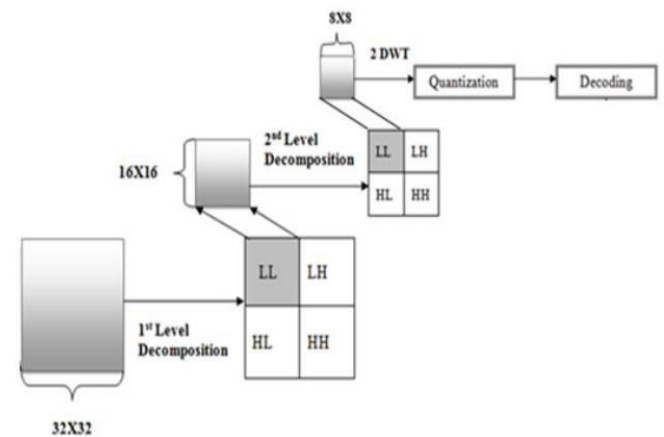 8X8
2 DWT
Quantization
Decoding
2nd Level
Decomposition
LL
LH
HL
HH
16X16
LL
LH
1st Level
Decomposition
HL
HH
32X32